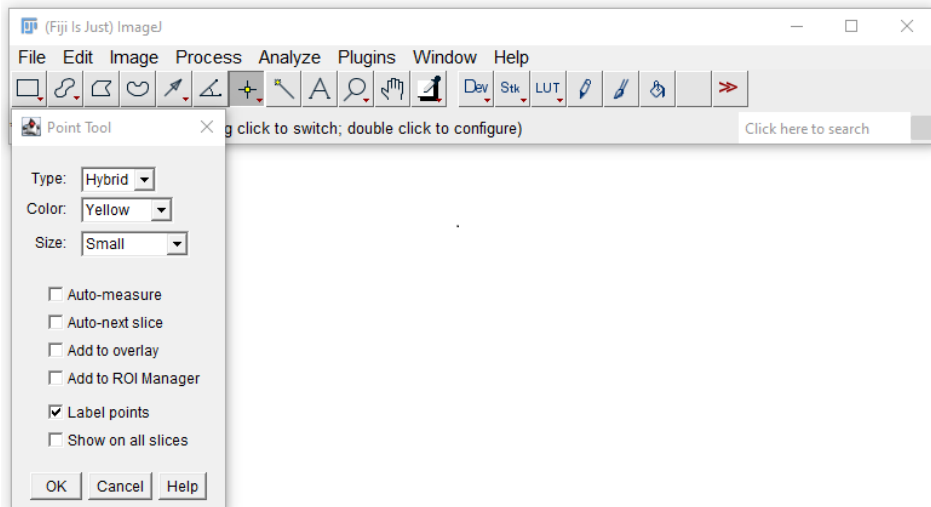 (Fiji Is Just) ImageJ
File Edit Image Process Analyze Plugins Window Help
Dev Stk LUT
Point Tool
g click to switch; double click to configure)
Click here to search
Type: Hybrid
Color: Yellow
Size: Small
Auto-measure
Auto-next slice
Add to overlay
Add to ROI Manager
Label points
Show on all slices
OK Cancel Help